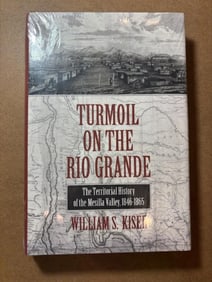 TURMOIL
ON THE
RIO GRANDE
The Territorial History
of the Mesilla Valley, 1846-1865
WILLIAM S. KISER